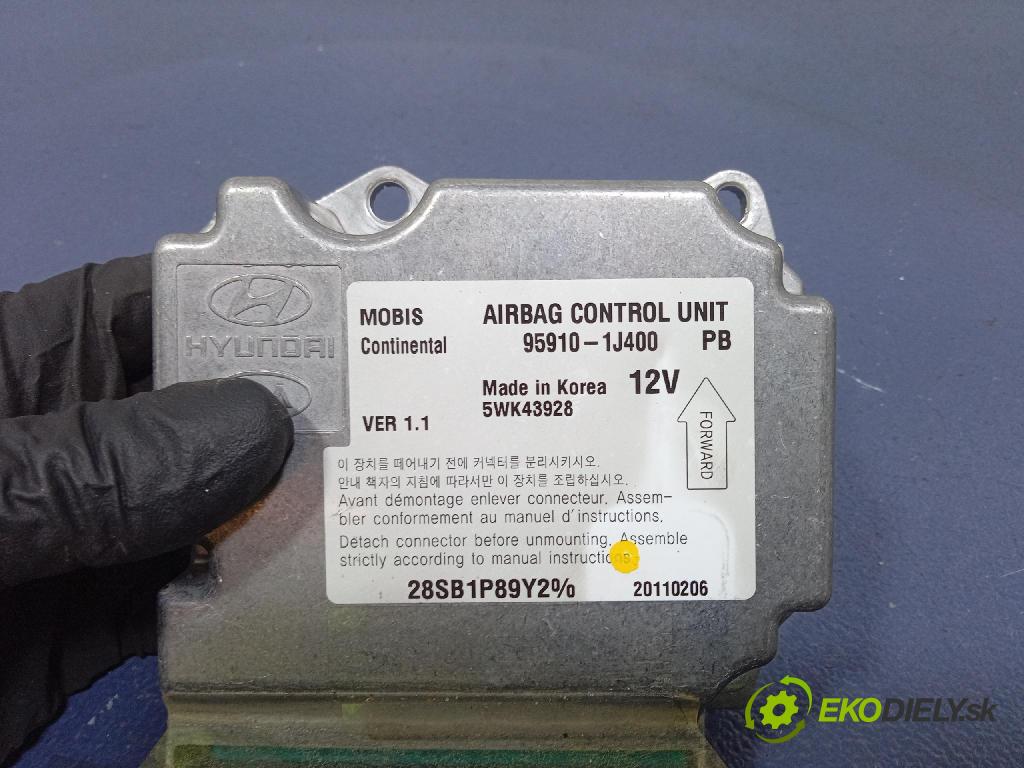 HYUNDAI
MOBIS AIRBAG CONTROL UNIT
Continental 95910-1J400 PB
Made in Korea 12V
5WK43928
VER 1.1
FORWARD
이 장치를 떼어내기 전에 커넥터를 분리시키시오.
안내 책자의 지침에 따라서만 이 장치를 조립하십시오.
Avant démontage enlever connecteur. Assem-
bler conformement au manuel d'instructions.
Detach connector before unmounting. Assemble
strictly according to manual instructions.
28SB1P89Y2% 20110206
EKODIELY.sk